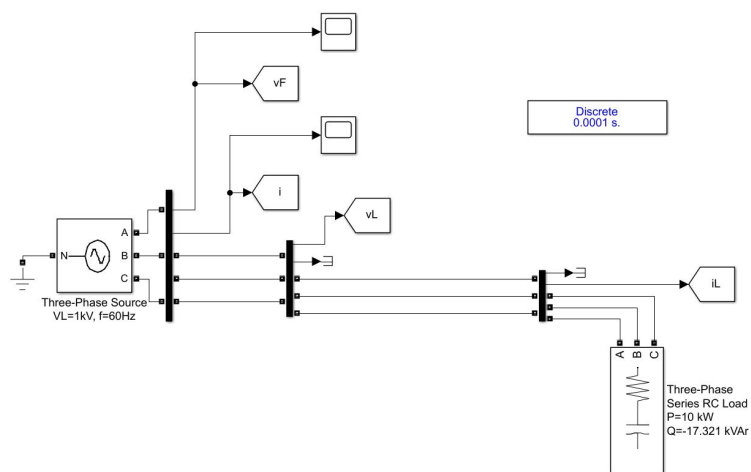 vF
Discrete
0.0001 s.
i
vL
A
N
B
C
Three-Phase Source
VL=1kV, f=60Hz
iL
A
B
C
Three-Phase
Series RC Load
P=10 kW
Q=-17.321 kVAr